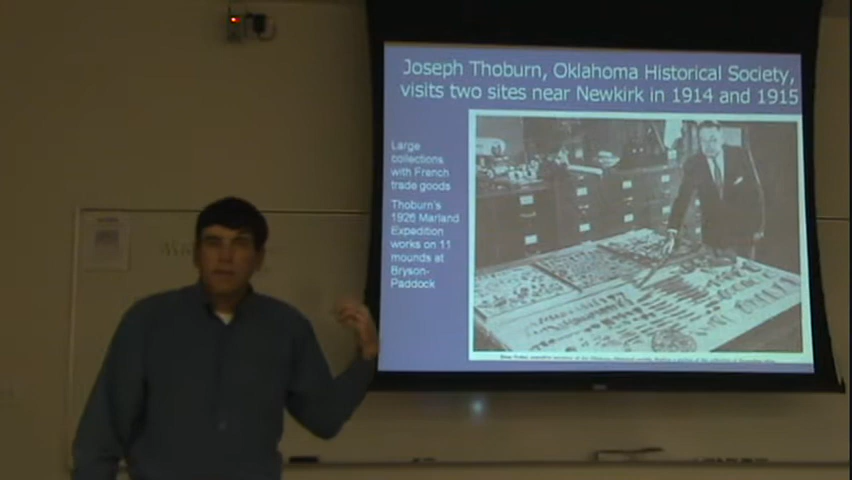 Joseph Thoburn, Oklahoma Historical Society,
visits two sites near Newkirk in 1914 and 1915
Large
collections
with French
trade goods
Thoburn's
1926 Marland
Expedition
works on 11
mounds at
Bryson-
Paddock